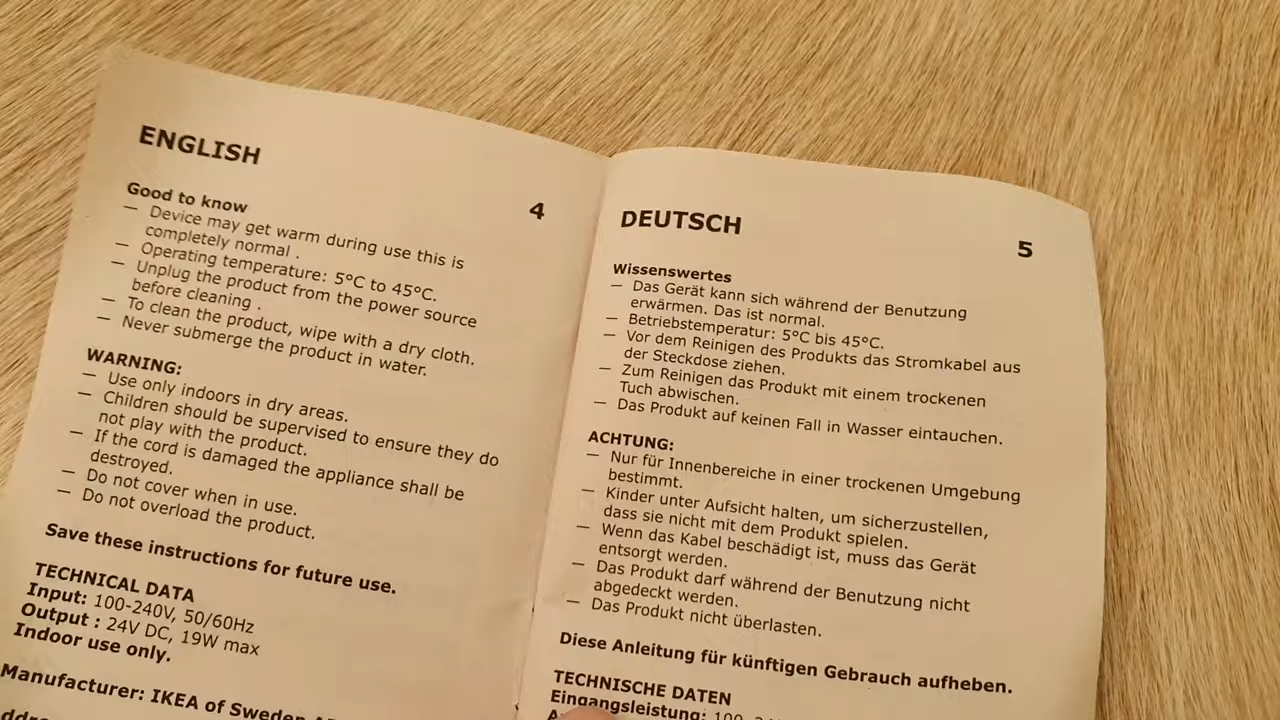 ENGLISH
4
Good to know
— Device may get warm during use this is
completely normal .
— Operating temperature: 5°C to 45°C.
— Unplug the product from the power source
before cleaning .
— To clean the product, wipe with a dry cloth.
— Never submerge the product in water.
WARNING:
— Use only indoors in dry areas.
— Children should be supervised to ensure they do
not play with the product.
— If the cord is damaged the appliance shall be
destroyed.
— Do not cover when in use.
— Do not overload the product.
Save these instructions for future use.
TECHNICAL DATA
Input: 100-240V, 50/60Hz
Output : 24V DC, 19W max
Indoor use only.
Manufacturer: IKEA of Sweden
DEUTSCH
5
Wissenswertes
— Das Gerät kann sich während der Benutzung
erwärmen. Das ist normal.
— Betriebstemperatur: 5°C bis 45°C.
— Vor dem Reinigen des Produkts das Stromkabel aus
der Steckdose ziehen.
— Zum Reinigen das Produkt mit einem trockenen
Tuch abwischen.
— Das Produkt auf keinen Fall in Wasser eintauchen.
ACHTUNG:
— Nur für Innenbereiche in einer trockenen Umgebung
bestimmt.
— Kinder unter Aufsicht halten, um sicherzustellen,
dass sie nicht mit dem Produkt spielen.
— Wenn das Kabel beschädigt ist, muss das Gerät
entsorgt werden.
— Das Produkt darf während der Benutzung nicht
abgedeckt werden.
— Das Produkt nicht überlasten.
Diese Anleitung für künftigen Gebrauch aufheben.
TECHNISCHE DATEN
Eingangsleistung: